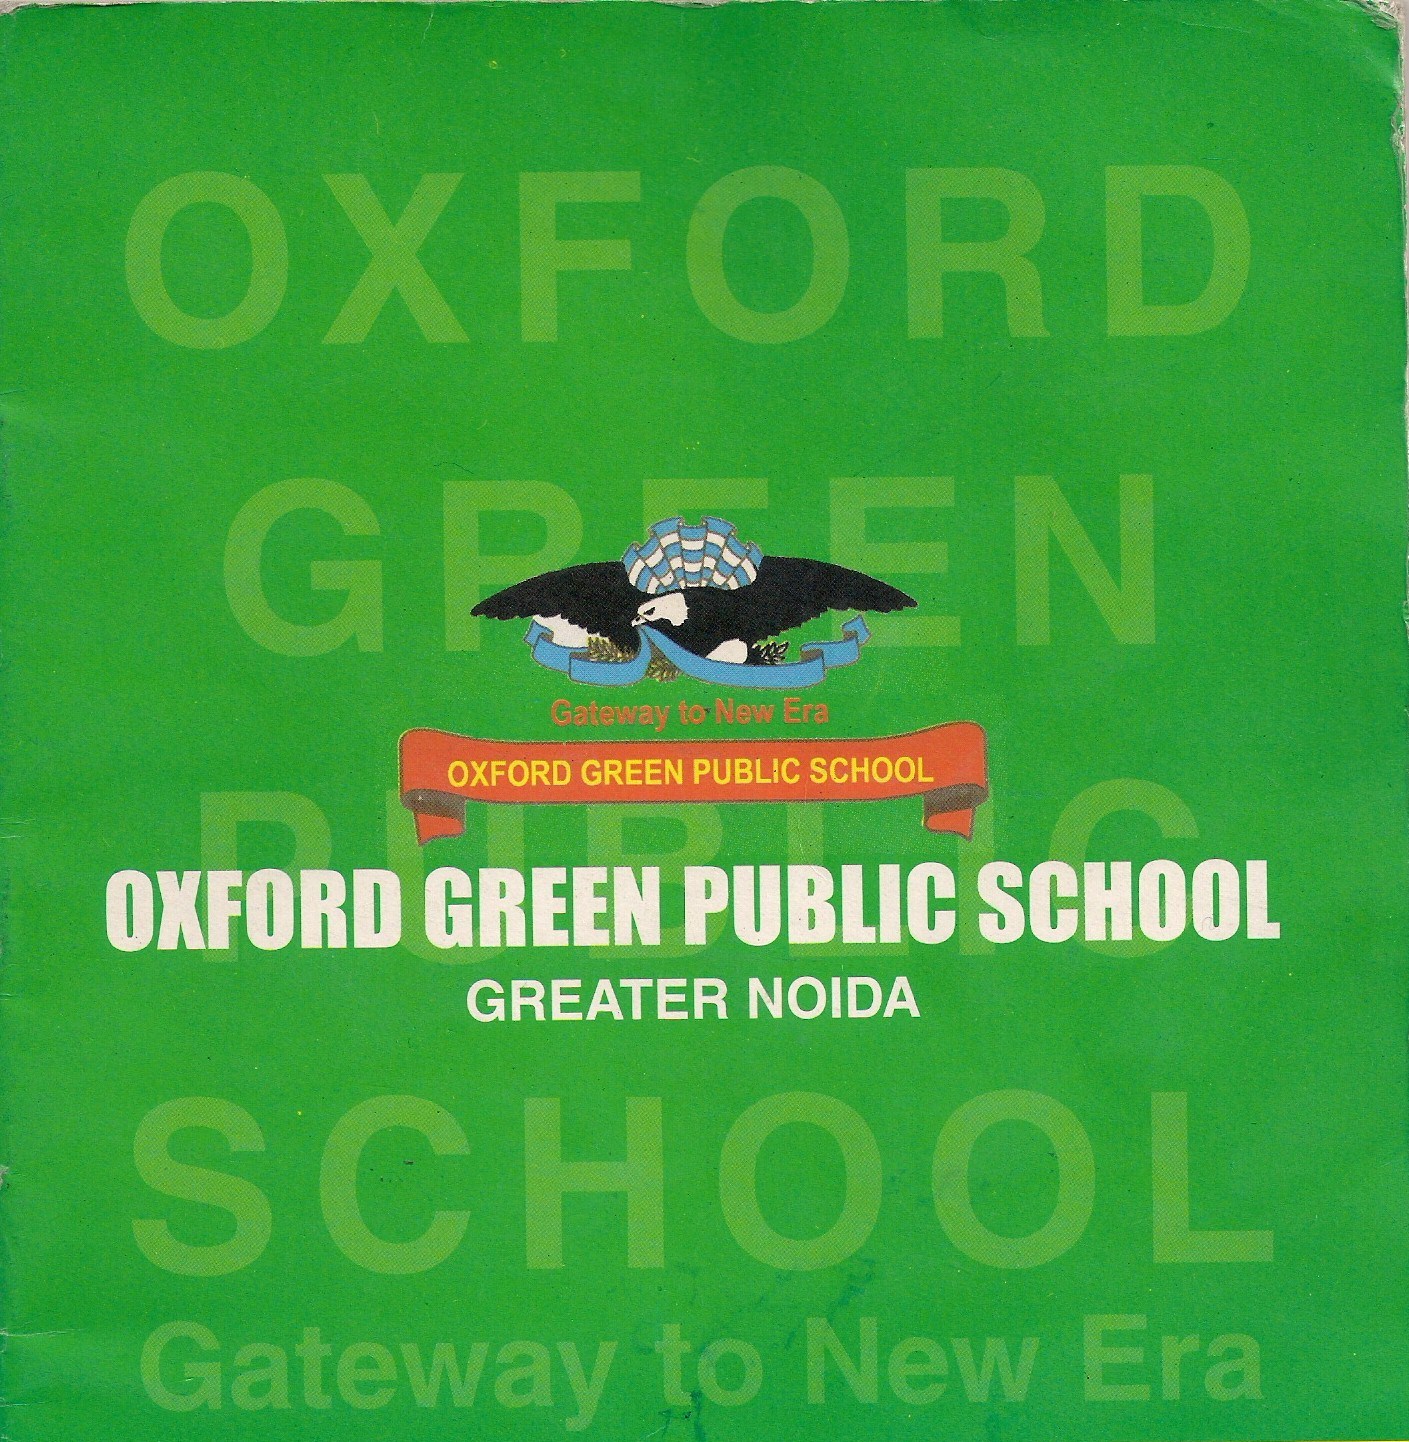 OXFORD
GREEN
Gateway to New Era
OXFORD GREEN PUBLIC SCHOOL
PUBLIC
OXFORD GREEN PUBLIC SCHOOL
GREATER NOIDA
SCHOOL
Gateway to New Era